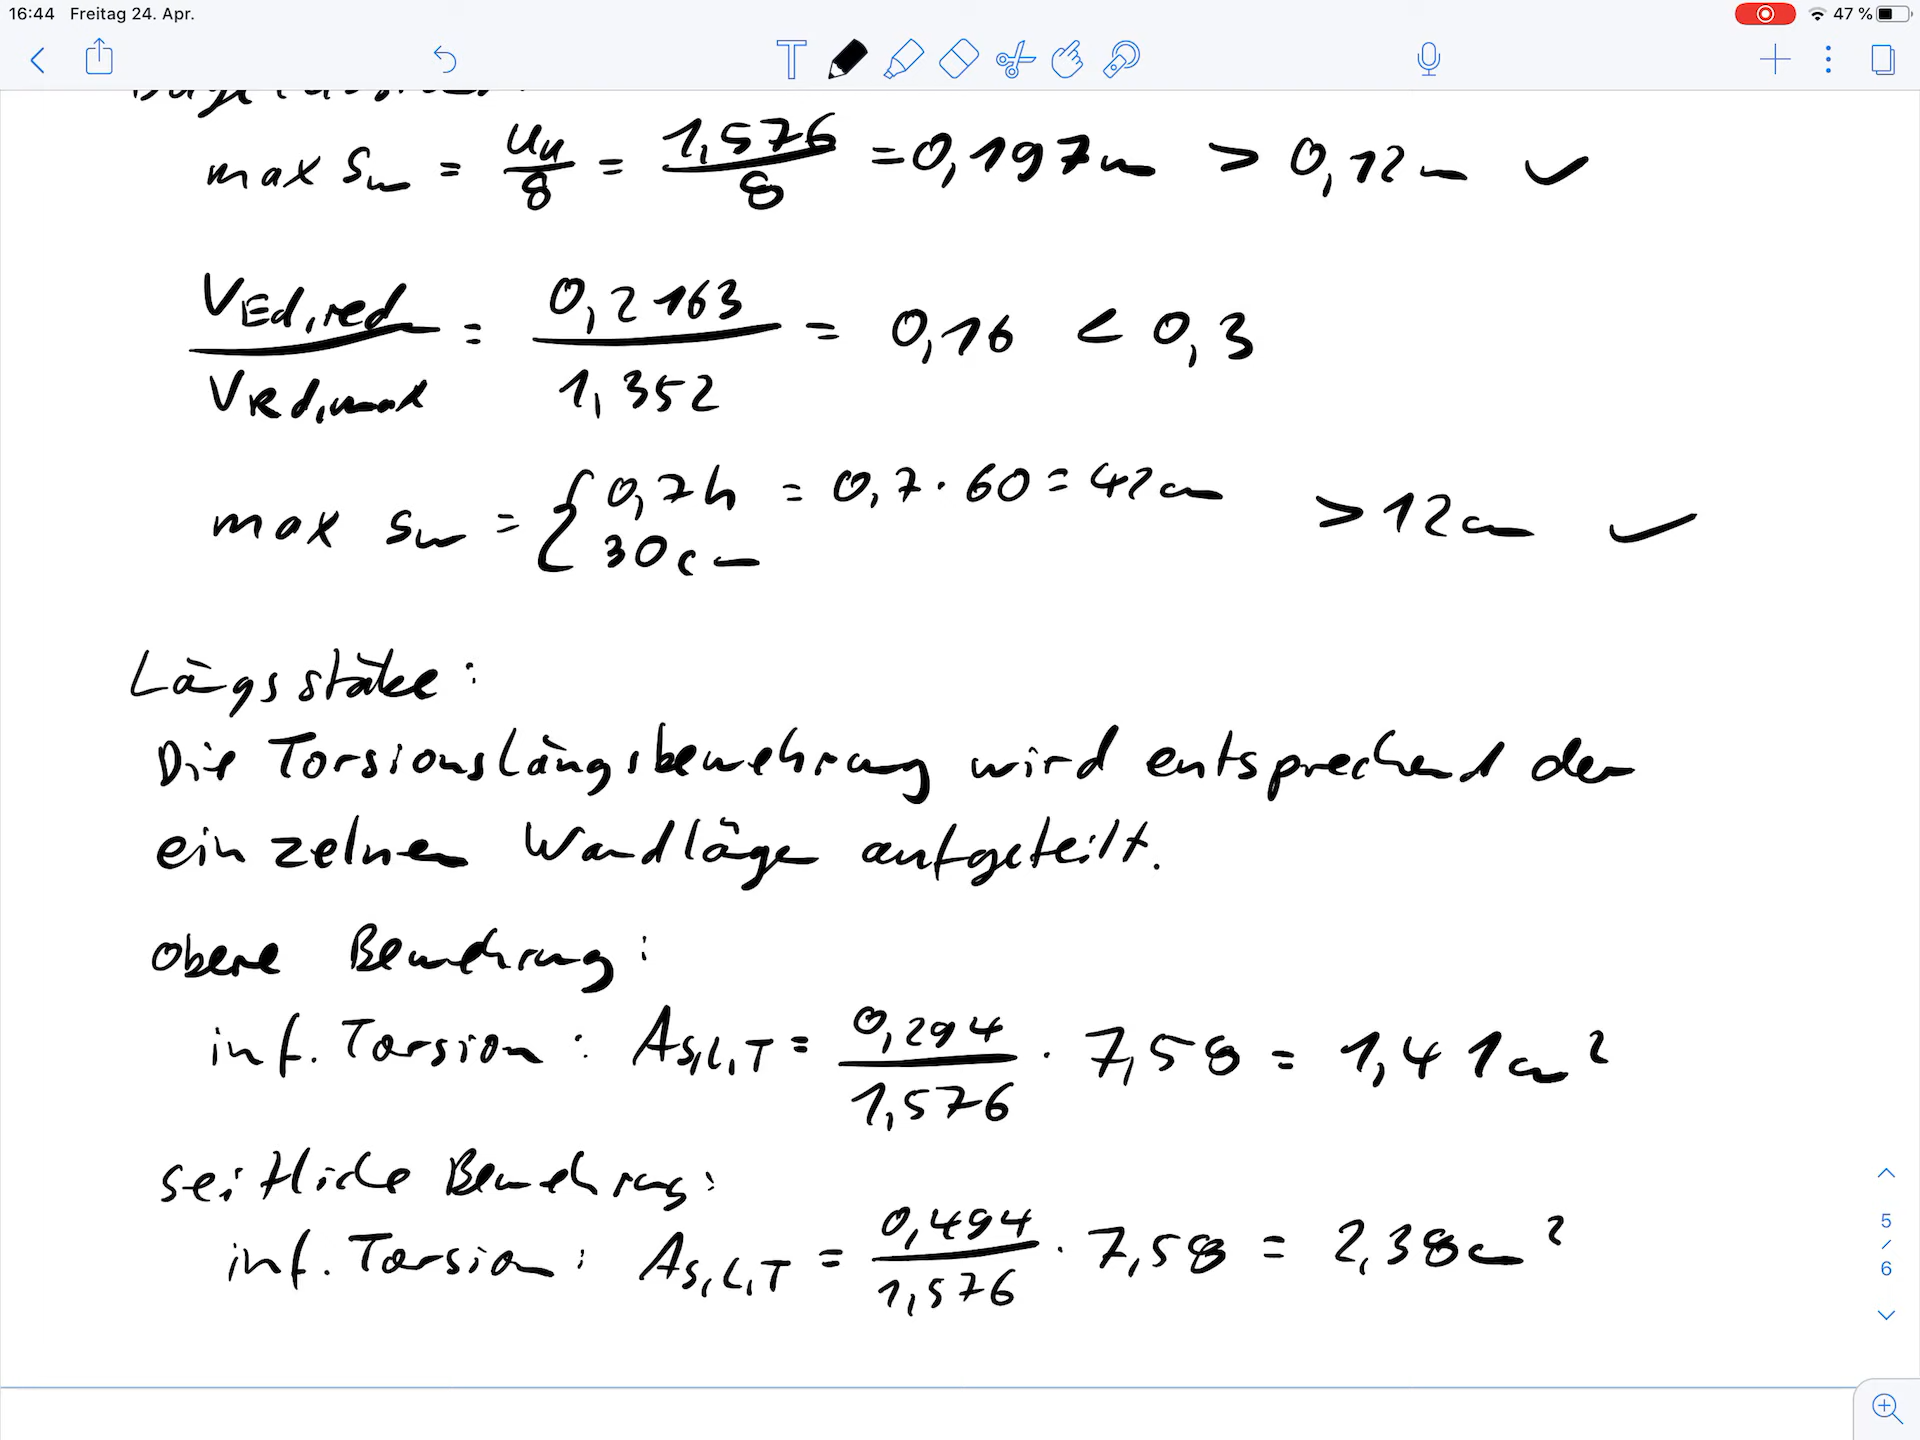 16:44 Freitag 24. Apr.
47 %
max sw = uk/8 = 1,576/8 = 0,197m > 0,12m ✓
VEd,red/VRd,max = 0,2163/1,352 = 0,16 < 0,3
max sw = { 0,7h = 0,7 · 60 = 42cm > 12cm ✓
30cm
Längsstäbe:
Die Torsionslängsbewehrung wird entsprechend der
einzelnen Wandlänge aufgeteilt.
obere Bewehrung:
inf. Torsion: As,l,T = 0,294/1,576 · 7,58 = 1,41cm²
seitliche Bewehrung:
inf. Torsion: As,L,T = 0,494/1,576 · 7,58 = 2,38cm²
5
/
6